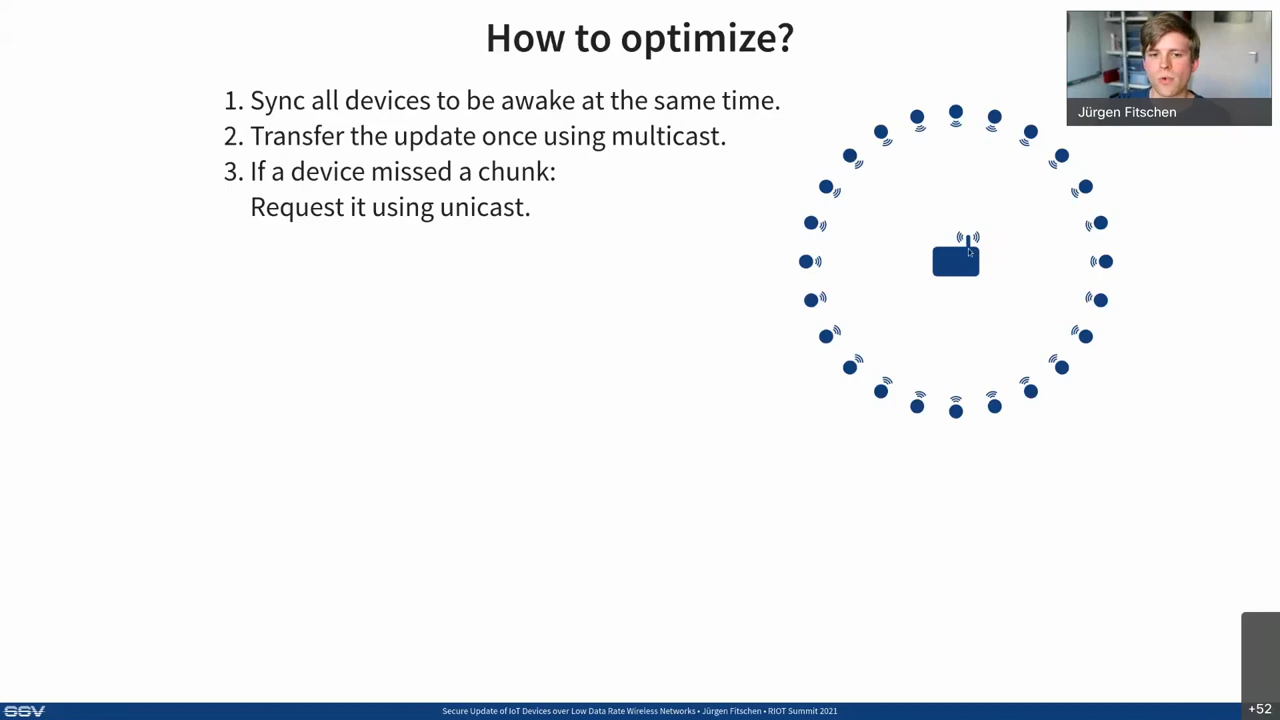 How to optimize?
1. Sync all devices to be awake at the same time.
2. Transfer the update once using multicast.
3. If a device missed a chunk:
Request it using unicast.
Jürgen Fitschen
SSV
Secure Update of IoT Devices over Low Data Rate Wireless Networks • Jürgen Fitschen • RIOT Summit 2021
+52